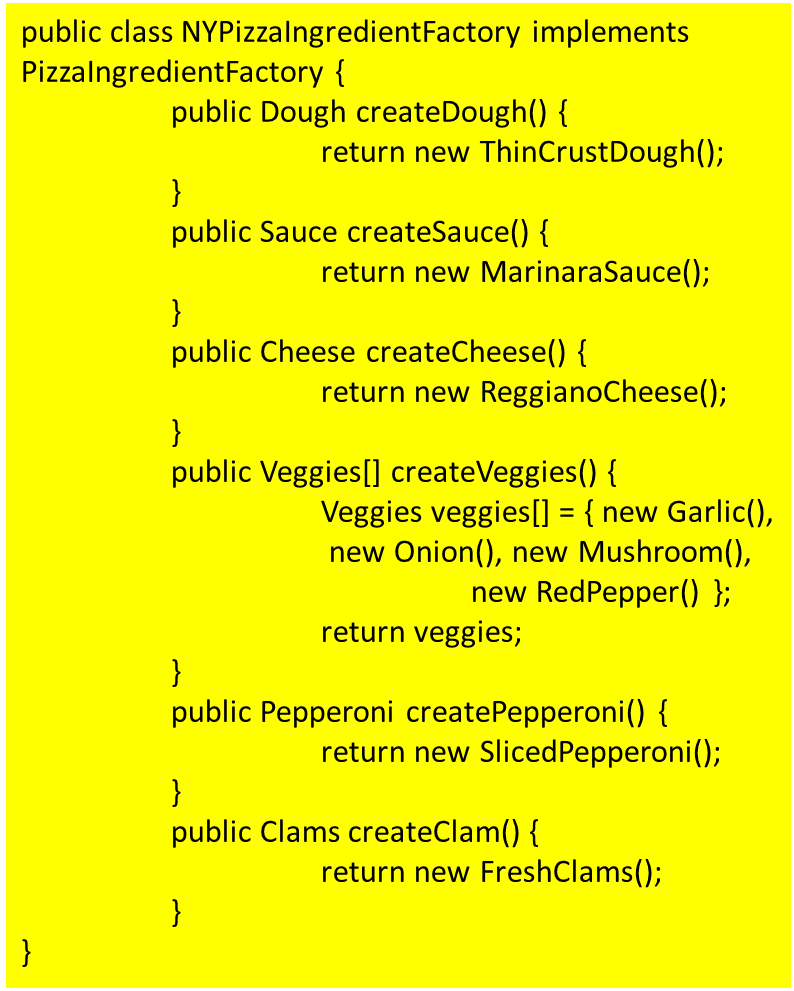 public class NYPizzaIngredientFactory implements
PizzaIngredientFactory {
public Dough createDough() {
return new ThinCrustDough();
}
public Sauce createSauce() {
return new MarinaraSauce();
}
public Cheese createCheese() {
return new ReggianoCheese();
}
public Veggies[] createVeggies() {
Veggies veggies[] = { new Garlic(),
new Onion(), new Mushroom(),
new RedPepper() };
return veggies;
}
public Pepperoni createPepperoni() {
return new SlicedPepperoni();
}
public Clams createClam() {
return new FreshClams();
}
}